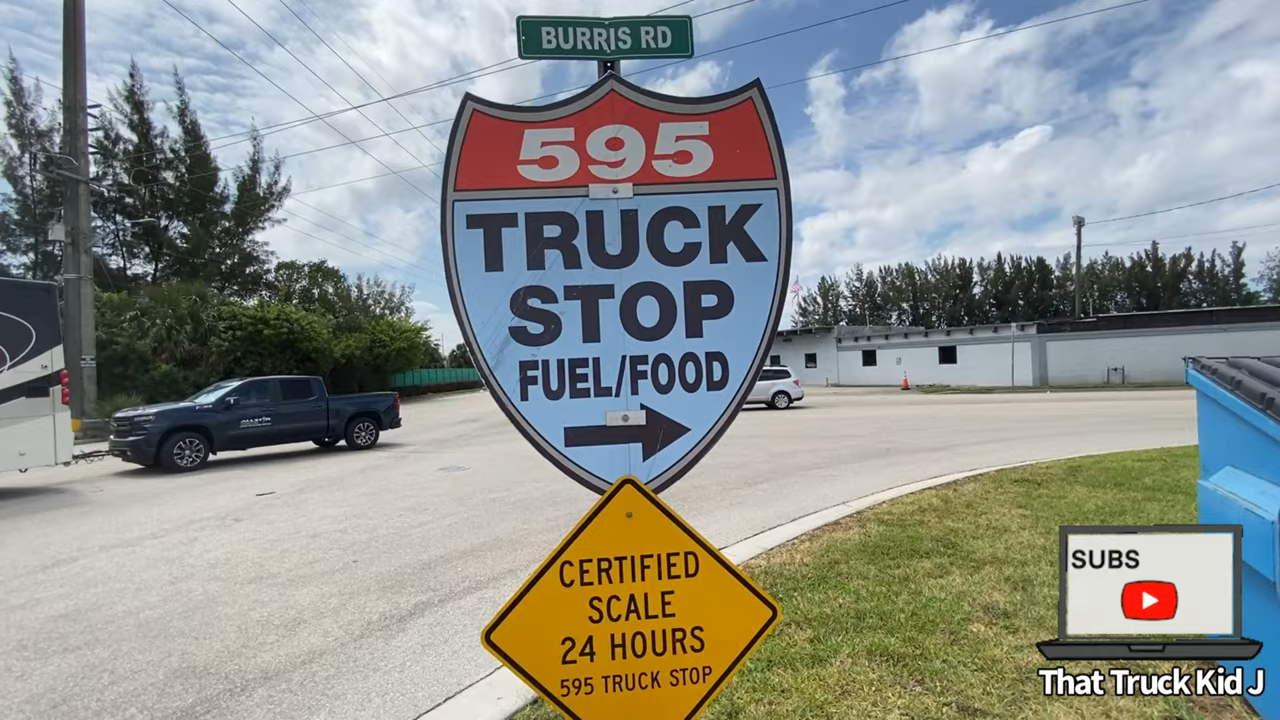 BURRIS RD
595
TRUCK
STOP
FUEL/FOOD
CERTIFIED
SCALE
24 HOURS
595 TRUCK STOP
SUBS
That Truck Kid J